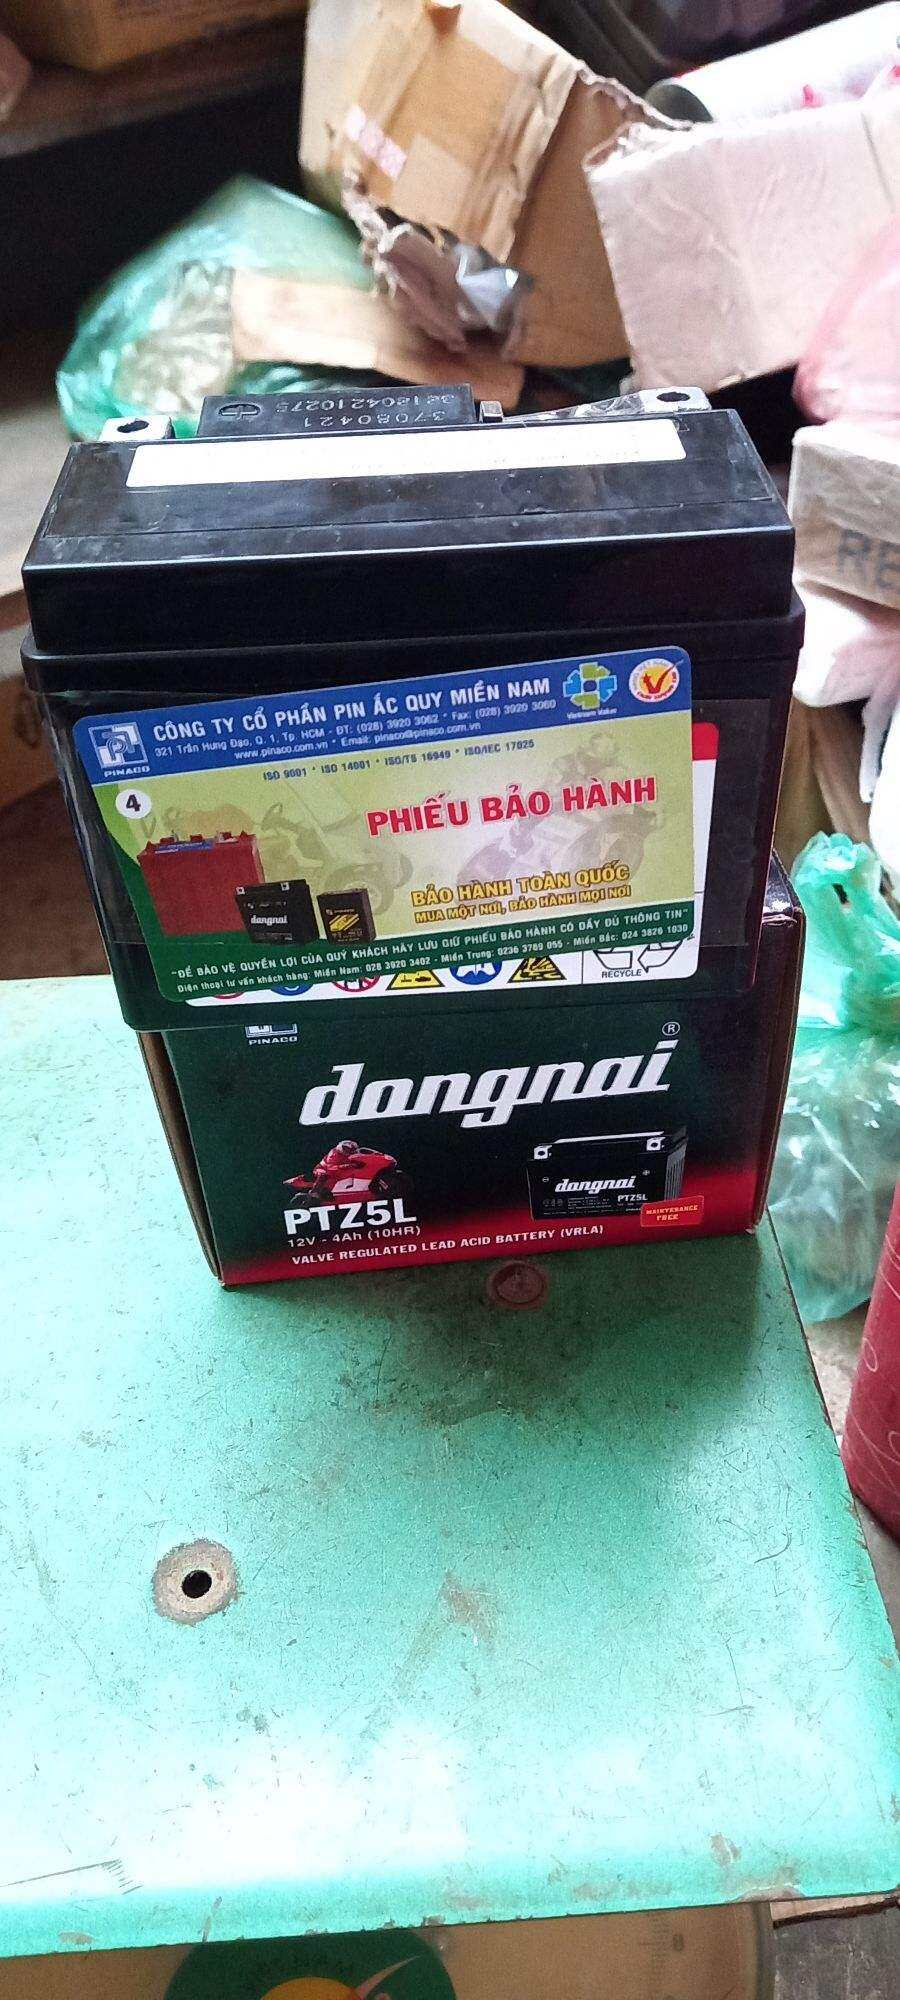 37080421
321804210275
RE
PINACO
CÔNG TY CỔ PHẦN PIN ẮC QUY MIỀN NAM
321 Trần Hưng Đạo, Q. 1, Tp. HCM - ĐT: (028) 3920 3062 * Fax: (028) 3920 3060
www.pinaco.com.vn * Email: pinaco@pinaco.com.vn
ISO 9001 * ISO 14001 * ISO/TS 16949 * ISO/IEC 17025
Vietnam Value
4
PHIẾU BẢO HÀNH
dongnai
BẢO HÀNH TOÀN QUỐC
MUA MỘT NƠI, BẢO HÀNH MỌI NƠI
"ĐỂ BẢO VỆ QUYỀN LỢI CỦA QUÝ KHÁCH HÃY LƯU GIỮ PHIẾU BẢO HÀNH CÓ ĐẦY ĐỦ THÔNG TIN"
Điện thoại tư vấn khách hàng: Miền Nam: 028 3920 3402 - Miền Trung: 0236 3789 055 - Miền Bắc: 024 3826 1930
RECYCLE
PINACO
dongnai ®
dongnai
PTZ5L
MAINTENANCE
FREE
PTZ5L
12V - 4Ah (10HR)
VALVE REGULATED LEAD ACID BATTERY (VRLA)